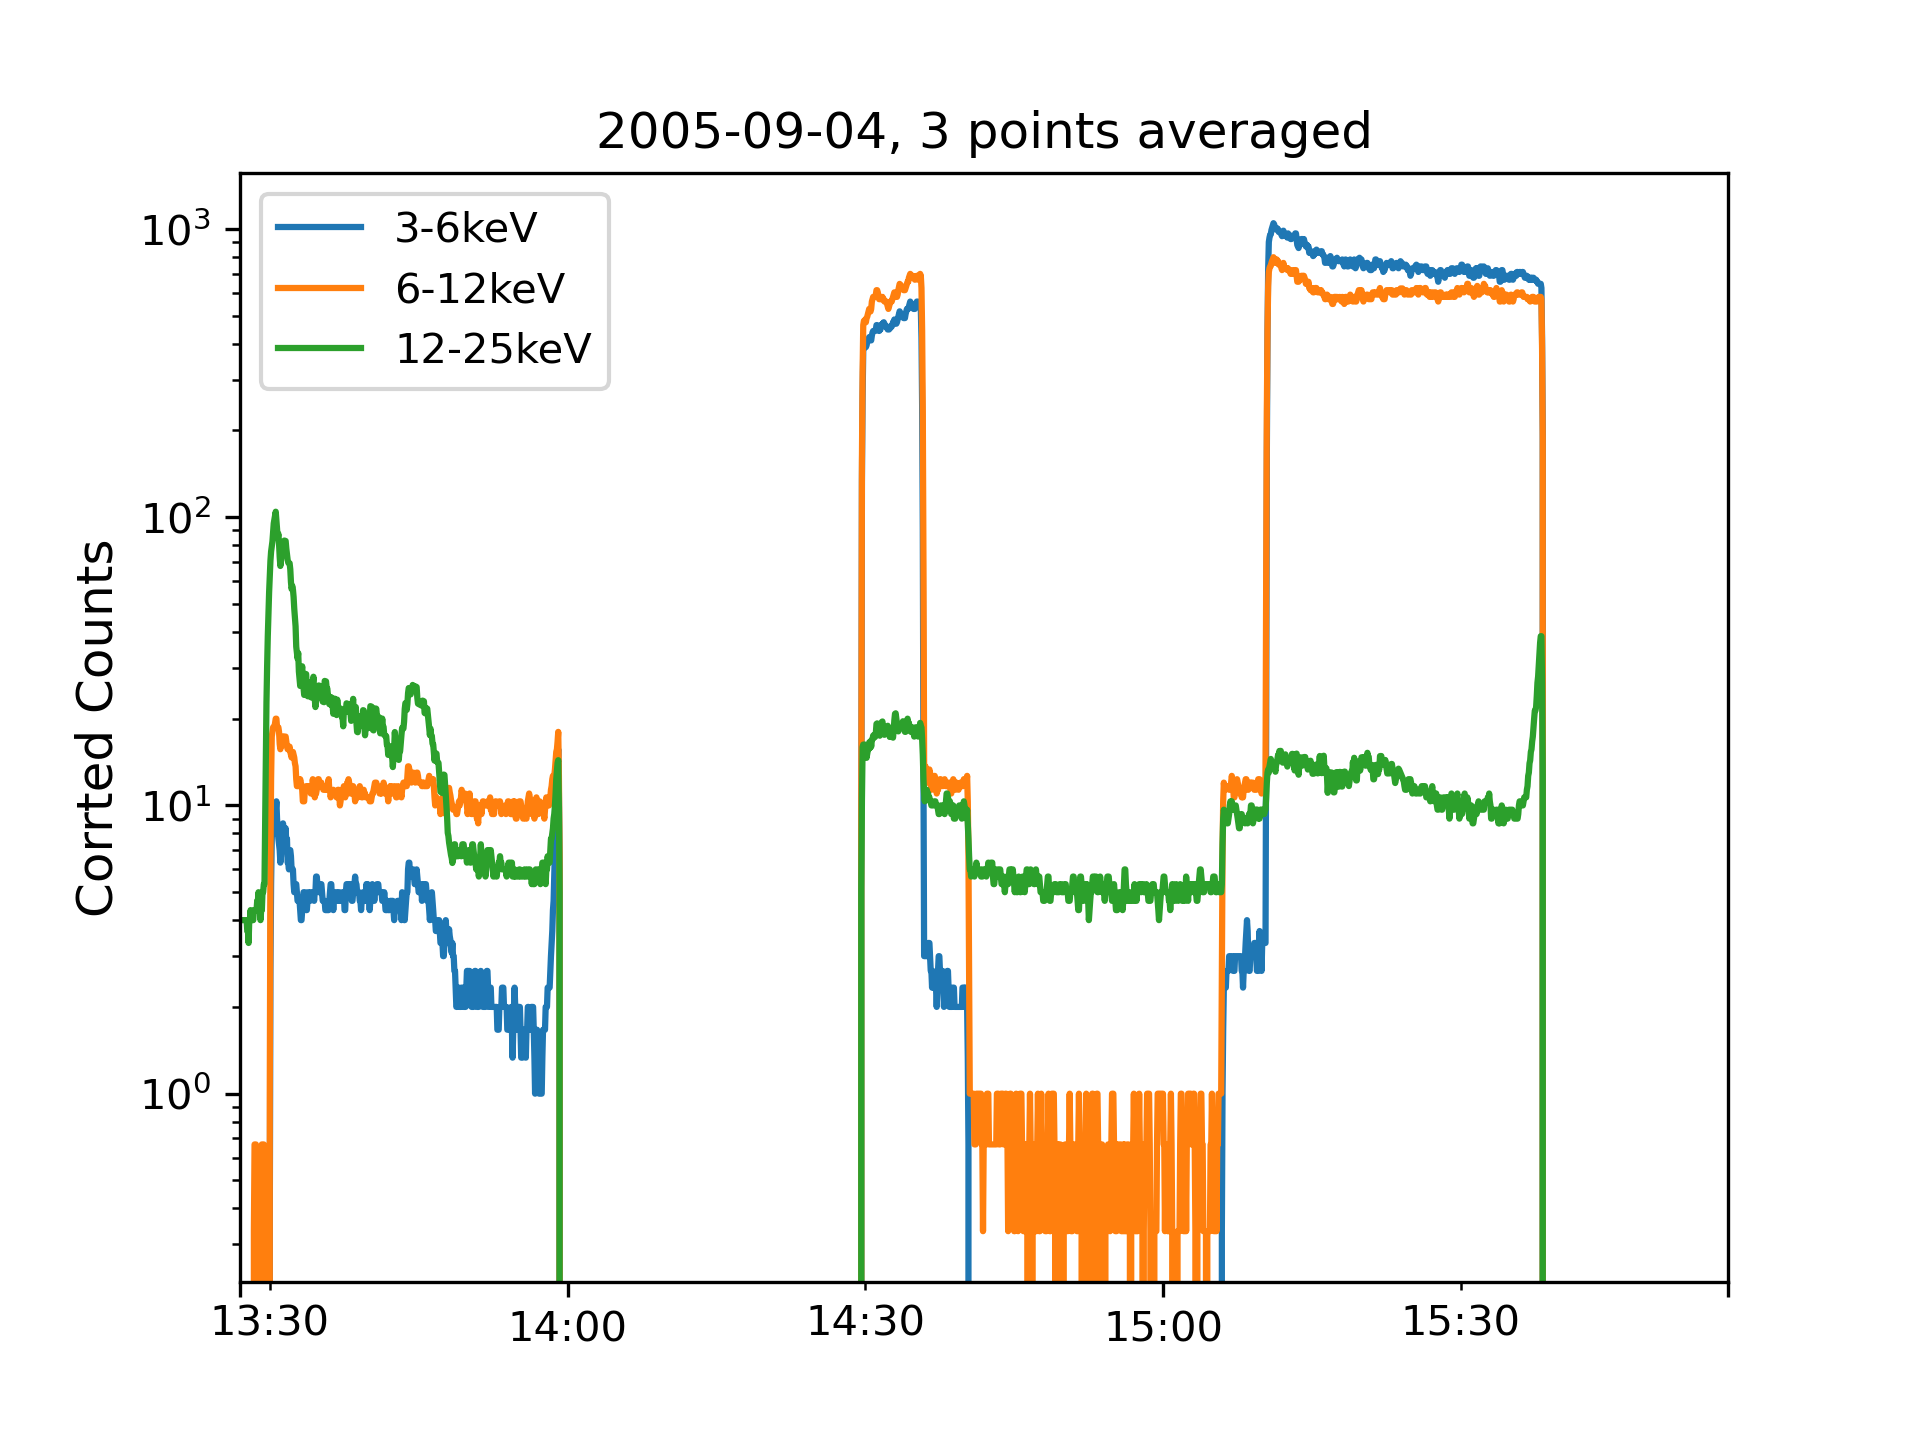 2005-09-04, 3 points averaged
3-6keV
6-12keV
12-25keV
Corrted Counts
10³
10²
10¹
10⁰
13:30
14:00
14:30
15:00
15:30